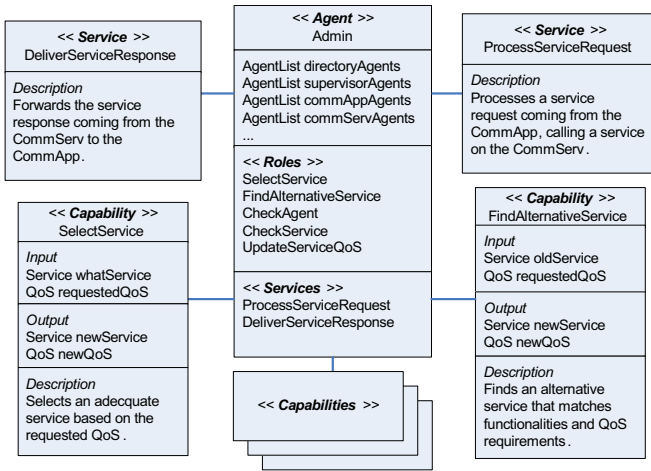 << Service >>
DeliverServiceResponse
Description
Forwards the service
response coming from the
CommServ to the
CommApp.
<< Agent >>
Admin
AgentList directoryAgents
AgentList supervisorAgents
AgentList commAppAgents
AgentList commServAgents
...
<< Roles >>
SelectService
FindAlternativeService
CheckAgent
CheckService
UpdateServiceQoS
<< Services >>
ProcessServiceRequest
DeliverServiceResponse
<< Service >>
ProcessServiceRequest
Description
Processes a service
request coming from the
CommApp, calling a service
on the CommServ.
<< Capability >>
SelectService
Input
Service whatService
QoS requestedQoS
Output
Service newService
QoS newQoS
Description
Selects an adecquate
service based on the
requested QoS.
<< Capability >>
FindAlternativeService
Input
Service oldService
QoS requestedQoS
Output
Service newService
QoS newQoS
Description
Finds an alternative
service that matches
functionalities and QoS
requirements.
<< Capabilities >>